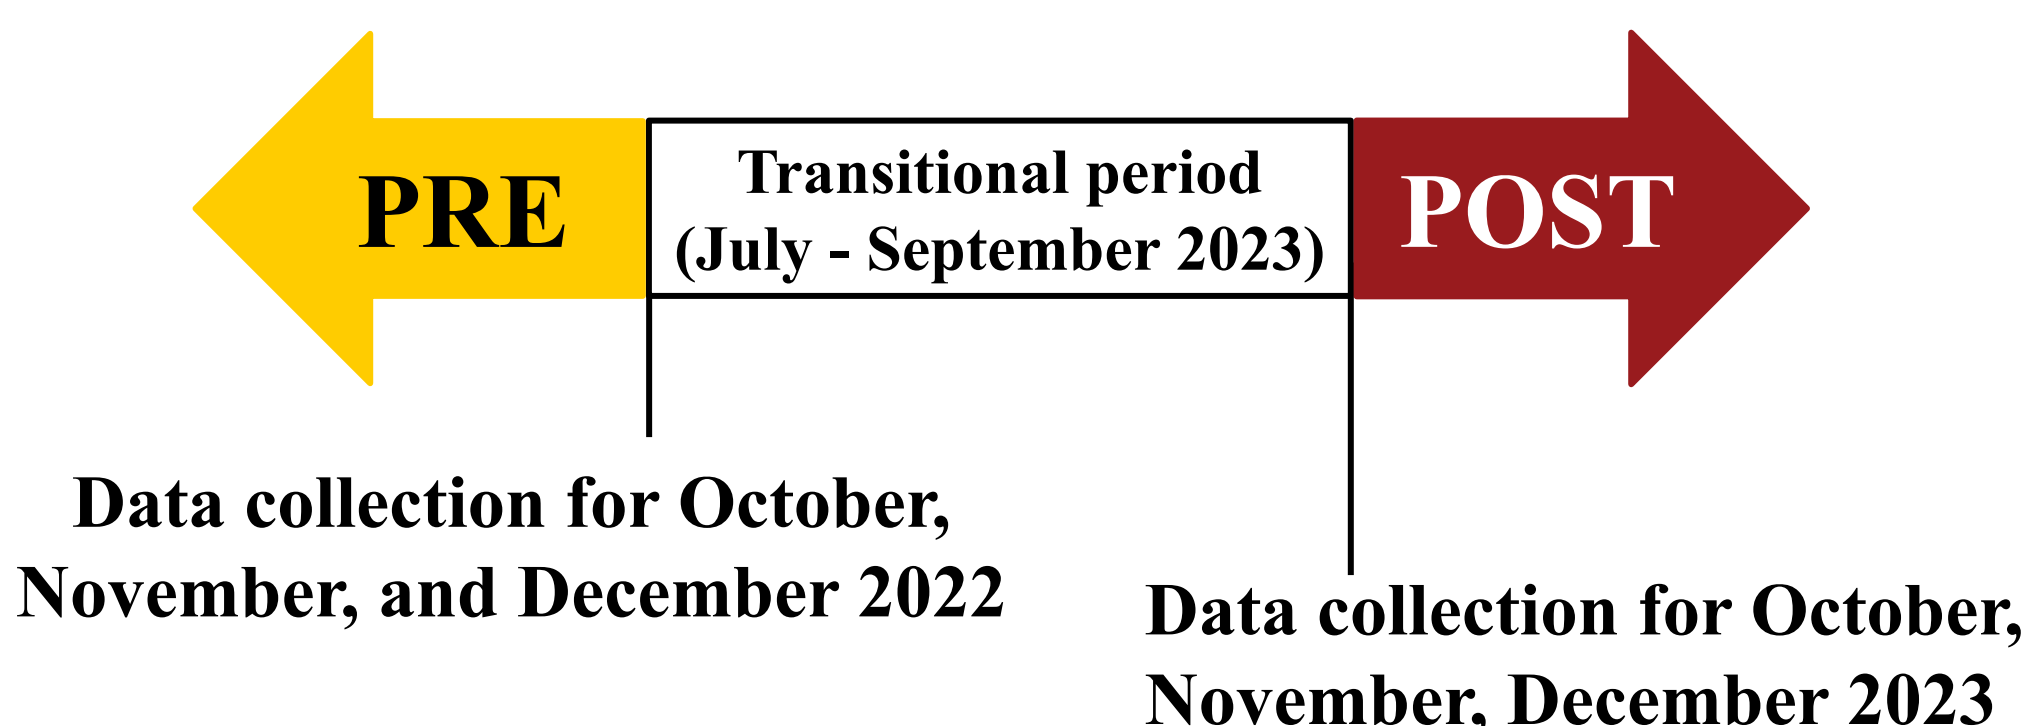 PRE
Transitional period
(July - September 2023)
POST
Data collection for October,
November, and December 2022
Data collection for October,
November, December 2023